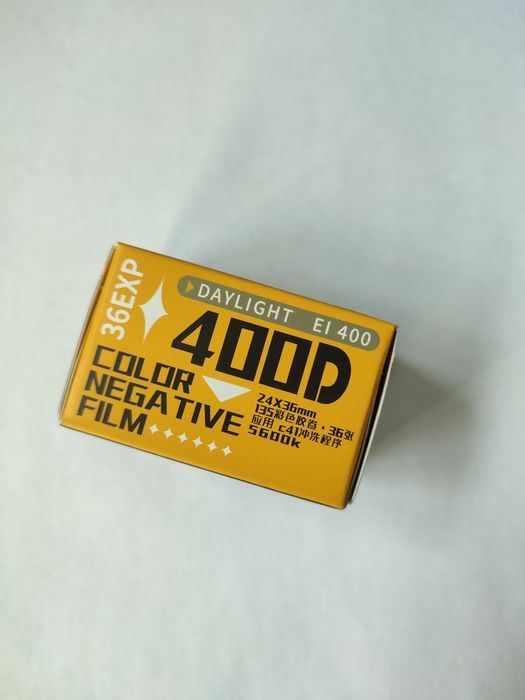 36EXP
DAYLIGHT EI 400
400D
COLOR
NEGATIVE
FILM
24X36mm
135彩色胶卷·36张
应用 c41冲洗程序
5600k